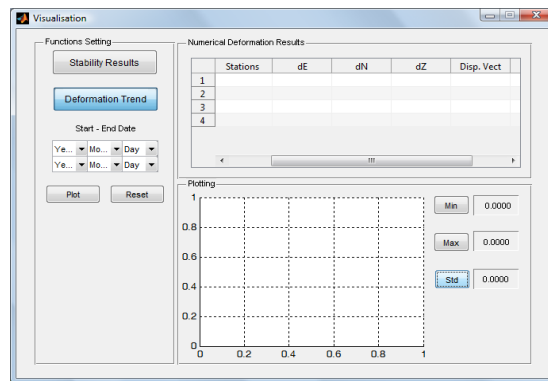 Visualisation
Functions Setting
Stability Results
Deformation Trend
Start - End Date
Ye... Mo... Day
Ye... Mo... Day
Plot Reset
Numerical Deformation Results
Stations dE dN dZ Disp. Vect
1
2
3
4
Plotting
1
0.8
0.6
0.4
0.2
0
0 0.2 0.4 0.6 0.8 1
Min 0.0000
Max 0.0000
Std 0.0000